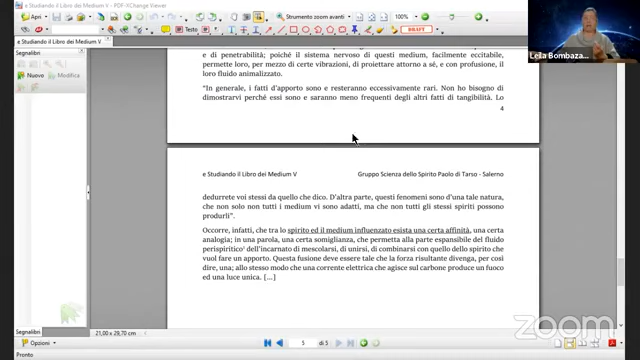 e Studiando il Libro dei Medium V - PDF-XChange Viewer
Apri
Strumento zoom avanti
100%
Testo
DRAFT
e Studiando il Libro dei Medium V
Segnalibri
Nuovo
Modifica
e di penetrabilità; poiché il sistema nervoso di questi medium, facilmente eccitabile,
permette loro, per mezzo di certe vibrazioni, di proiettare attorno a sé, e con profusione, il
loro fluido animalizzato.
"In generale, i fatti d'apporto sono e resteranno eccessivamente rari. Non ho bisogno di
dimostrarvi perché essi sono e saranno meno frequenti degli altri fatti di tangibilità. Lo
4
e Studiando il Libro dei Medium V
Gruppo Scienza dello Spirito Paolo di Tarso - Salerno
dedurrete voi stessi da quello che dico. D'altra parte, questi fenomeni sono d'una tale natura,
che non solo non tutti i medium vi sono adatti, ma che non tutti gli stessi spiriti possono
produrli".
Occorre, infatti, che tra lo spirito ed il medium influenzato esista una certa affinità, una certa
analogia; in una parola, una certa somiglianza, che permetta alla parte espansibile del fluido
perispiritico¹ dell'incarnato di mescolarsi, di unirsi, di combinarsi con quello dello spirito che
vuol fare un apporto. Questa fusione deve essere tale che la forza risultante divenga, per così
dire, una; allo stesso modo che una corrente elettrica che agisce sul carbone produce un fuoco
ed una luce unica. [...]
Leila Bombaza...
Segnalibri
21,00 x 29,70 cm
Opzioni
5
di 5
Pronto
zoom